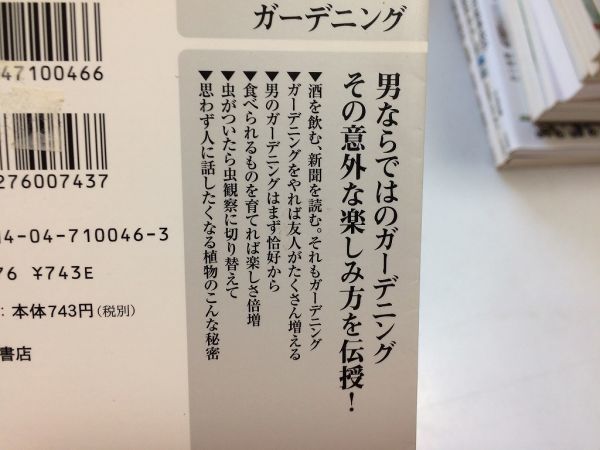 ガーデニング
男ならではのガーデニング
その意外な楽しみ方を伝授！
▼酒を飲む、新聞を読む。それもガーデニング
▼ガーデニングをやれば友人がたくさん増える
▼男のガーデニングはまず恰好から
▼食べられるものを育てれば楽しさ倍増
▼虫がついたら虫観察に切り替えて
▼思わず人に話したくなる植物のこんな秘密
47100466
276007437
4-04-710046-3
76 ¥743E
: 本体743円(税別)
書店